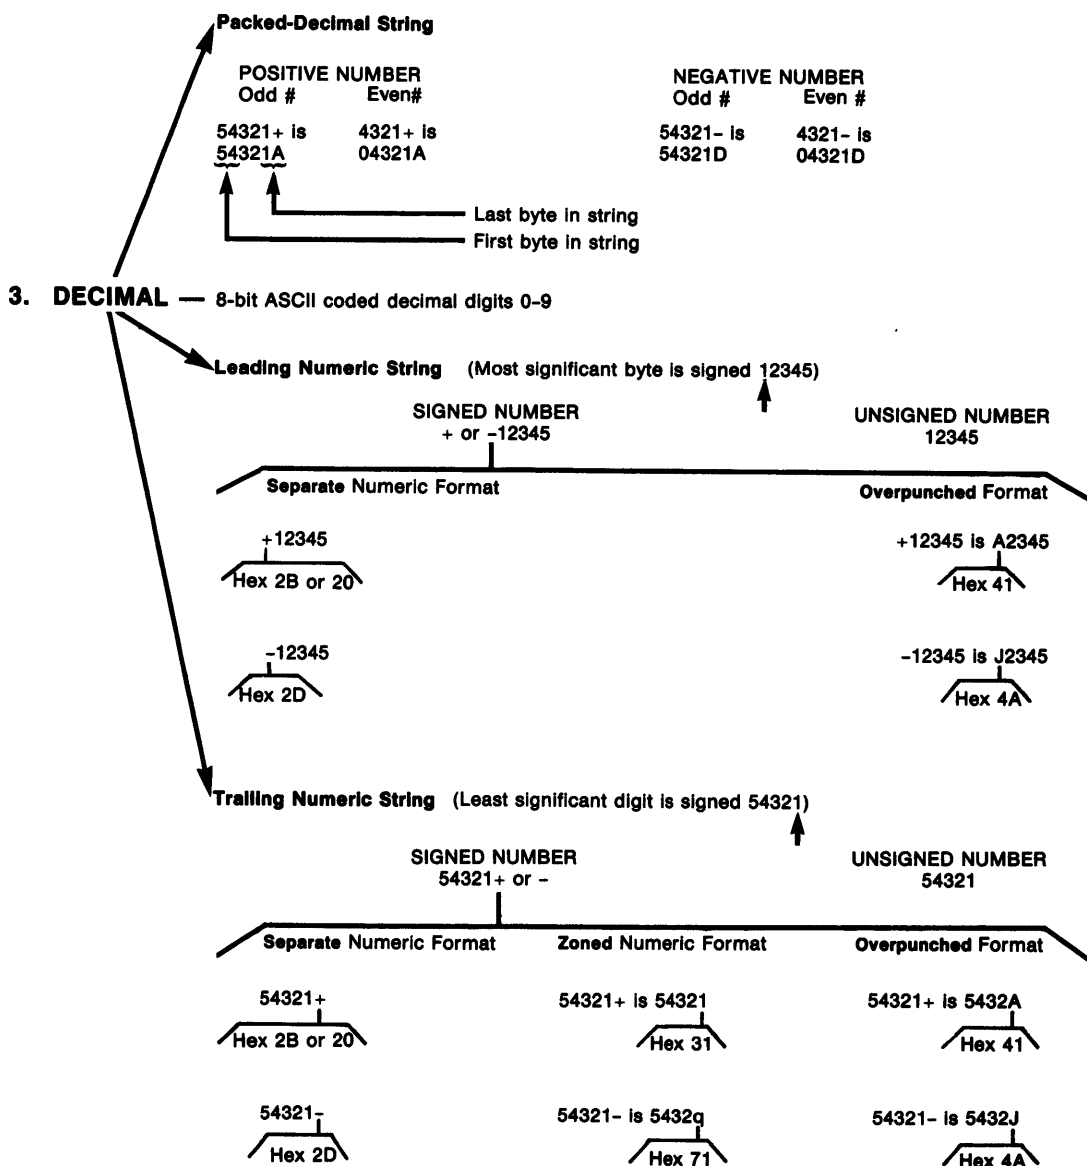 Packed-Decimal String
POSITIVE NUMBER
Odd # Even#
54321+ is 4321+ is
54321A 04321A
NEGATIVE NUMBER
Odd # Even #
54321– is 4321– is
54321D 04321D
Last byte in string
First byte in string
3. DECIMAL — 8-bit ASCII coded decimal digits 0–9
Leading Numeric String (Most significant byte is signed 12345)
SIGNED NUMBER
+ or –12345
UNSIGNED NUMBER
12345
Separate Numeric Format Overpunched Format
+12345 +12345 is A2345
Hex 2B or 20 Hex 41
–12345 –12345 is J2345
Hex 2D Hex 4A
Trailing Numeric String (Least significant digit is signed 54321)
SIGNED NUMBER
54321+ or –
UNSIGNED NUMBER
54321
Separate Numeric Format Zoned Numeric Format Overpunched Format
54321+ 54321+ is 54321 54321+ is 5432A
Hex 2B or 20 Hex 31 Hex 41
54321– 54321– is 5432q 54321– is 5432J
Hex 2D Hex 71 Hex 4A